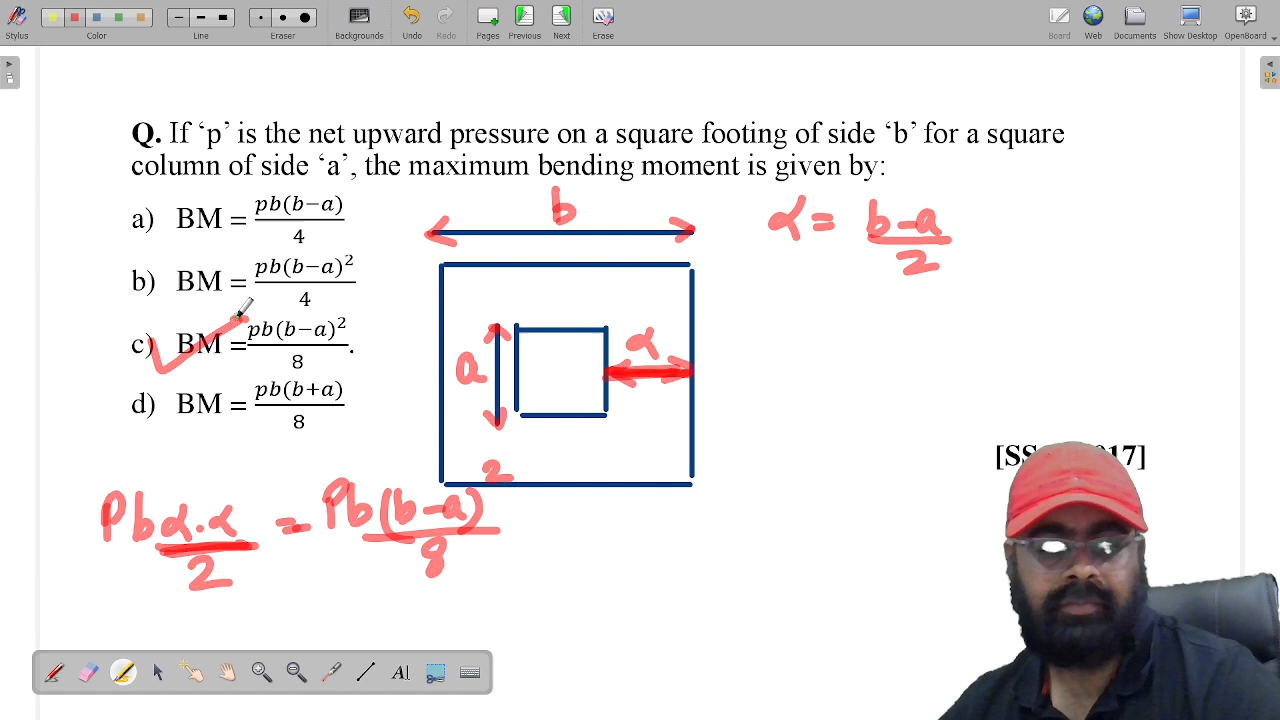 Stylus Color Line Eraser Backgrounds Undo Redo Pages Previous Next Erase Board Web Documents Show Desktop OpenBoard
Q. If ‘p’ is the net upward pressure on a square footing of side ‘b’ for a square
column of side ‘a’, the maximum bending moment is given by:
a) BM = pb(b−a)/4
b) BM = pb(b−a)²/4
c) BM = pb(b−a)²/8.
d) BM = pb(b+a)/8
b
α = b-a/2
a
α
17]
Pb α.α/2 = Pb(b-a)²/8